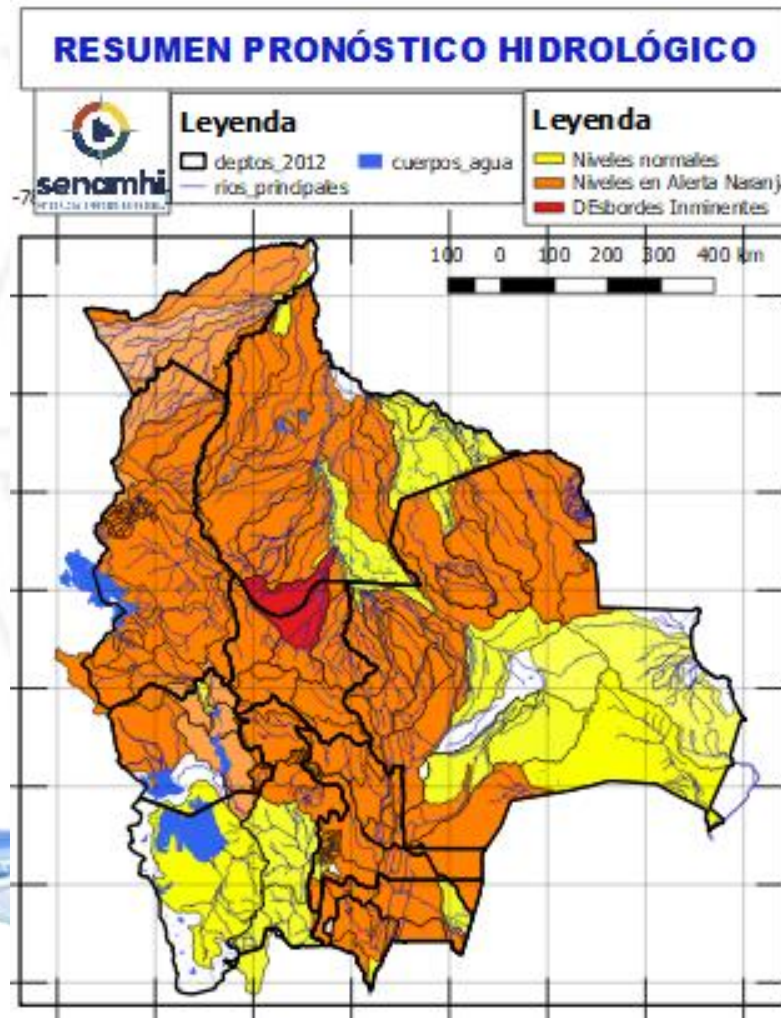 RESUMEN PRONÓSTICO HIDROLÓGICO
senamhi
Leyenda
deptos_2012
cuerpos_agua
rios_principales
Leyenda
Niveles normales
Niveles en Alerta Naranj
DEsbordes Inminentes
100 0 100 200 300 400 km